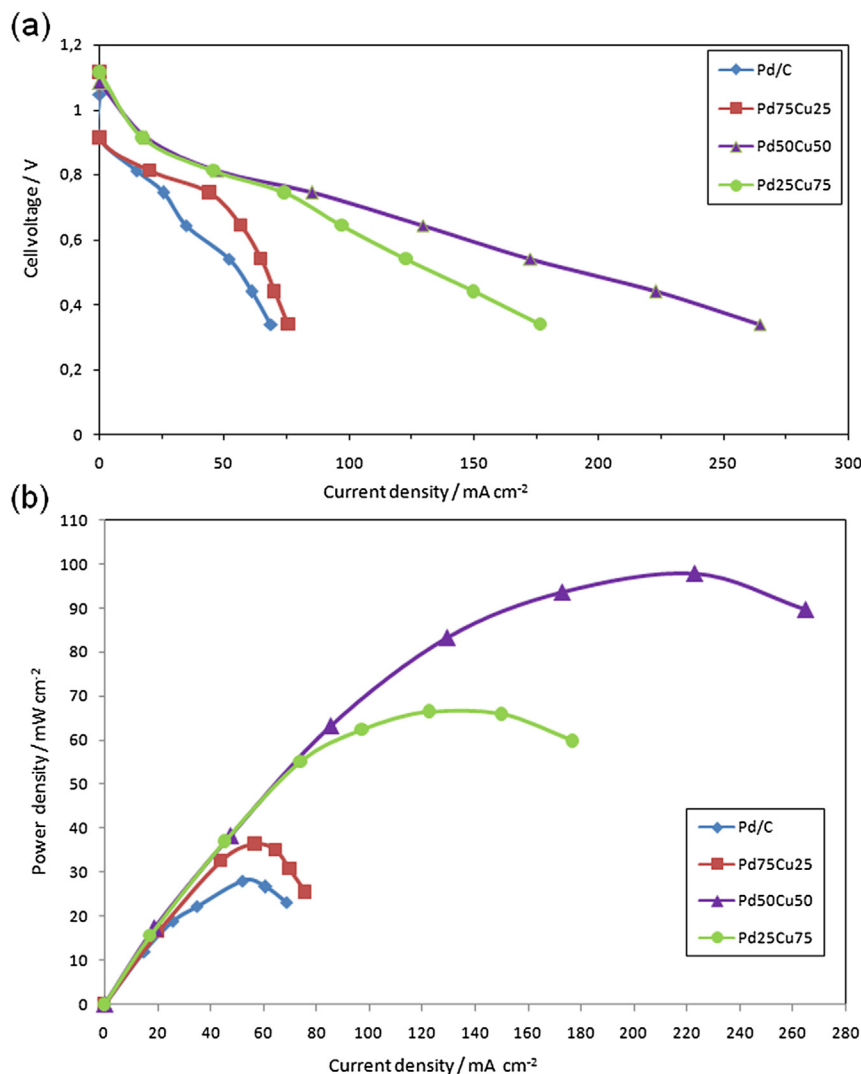 (a)
1,2
1
0,8
0,6
0,4
0,2
0
Cell voltage / V
0 50 100 150 200 250 300
Current density / mA cm-2
Pd/C
Pd75Cu25
Pd50Cu50
Pd25Cu75
(b)
110
100
90
80
70
60
50
40
30
20
10
0
Power density / mW cm-2
0 20 40 60 80 100 120 140 160 180 200 220 240 260 280
Current density / mA cm-2
Pd/C
Pd75Cu25
Pd50Cu50
Pd25Cu75